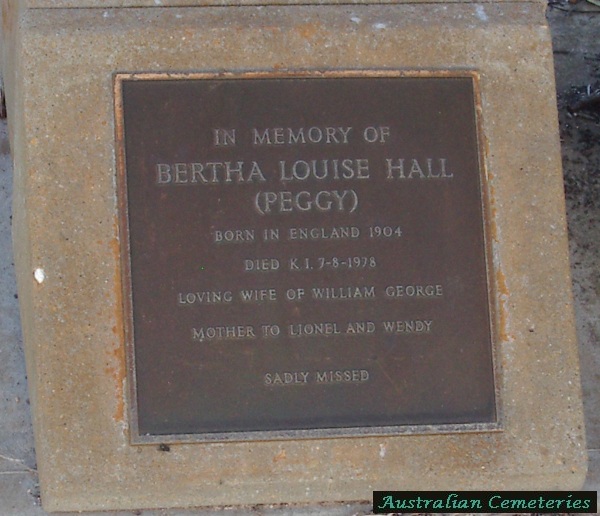 IN MEMORY OF
BERTHA LOUISE HALL
(PEGGY)
BORN IN ENGLAND 1904
DIED K.I. 7-8-1978
LOVING WIFE OF WILLIAM GEORGE
MOTHER TO LIONEL AND WENDY
SADLY MISSED
Australian Cemeteries